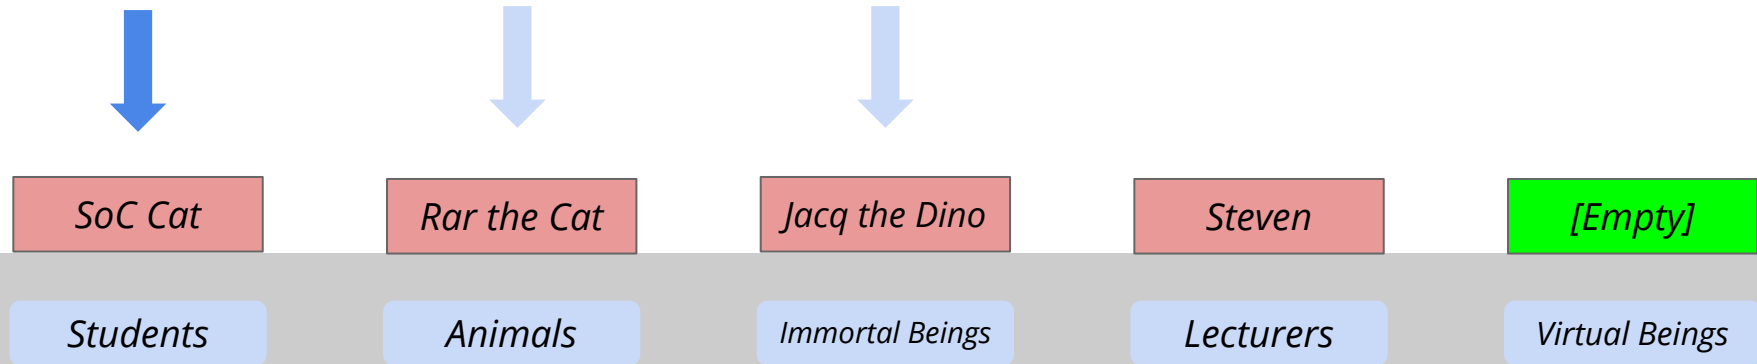 SoC Cat
Rar the Cat
Jacq the Dino
Steven
[Empty]
Students
Animals
Immortal Beings
Lecturers
Virtual Beings